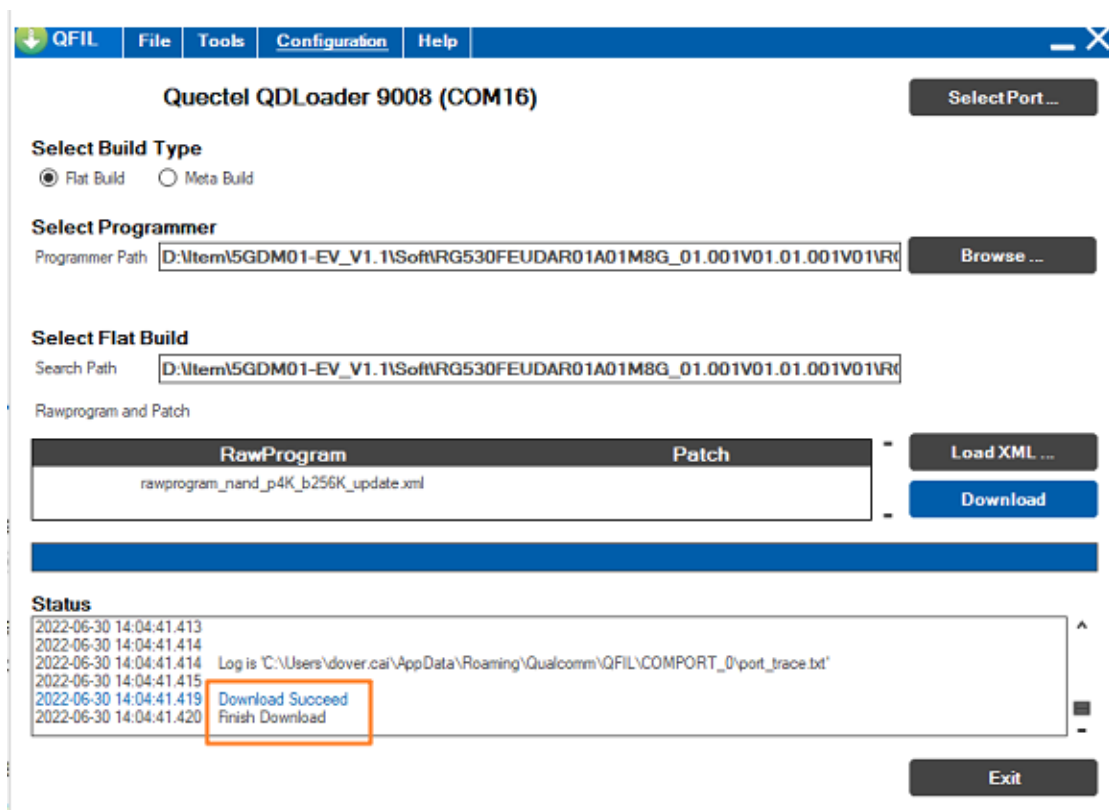 QFIL File Tools Configuration Help
Quectel QDLoader 9008 (COM16)
Select Port ...
Select Build Type
Flat Build Meta Build
Select Programmer
Programmer Path D:\Item\5GDM01-EV_V1.1\Soft\RG530FEUDAR01A01M8G_01.001V01.01.001V01\R(
Browse ...
Select Flat Build
Search Path D:\Item\5GDM01-EV_V1.1\Soft\RG530FEUDAR01A01M8G_01.001V01.01.001V01\R(
Rawprogram and Patch
RawProgram Patch
Load XML ...
rawprogram_nand_p4K_b256K_update.xml
Download
Status
2022-06-30 14:04:41.413
2022-06-30 14:04:41.414
2022-06-30 14:04:41.414 Log is 'C:\Users\dover.cai\AppData\Roaming\Qualcomm\QFIL\COMPORT_0\port_trace.txt'
2022-06-30 14:04:41.415
2022-06-30 14:04:41.419 Download Succeed
2022-06-30 14:04:41.420 Finish Download
Exit